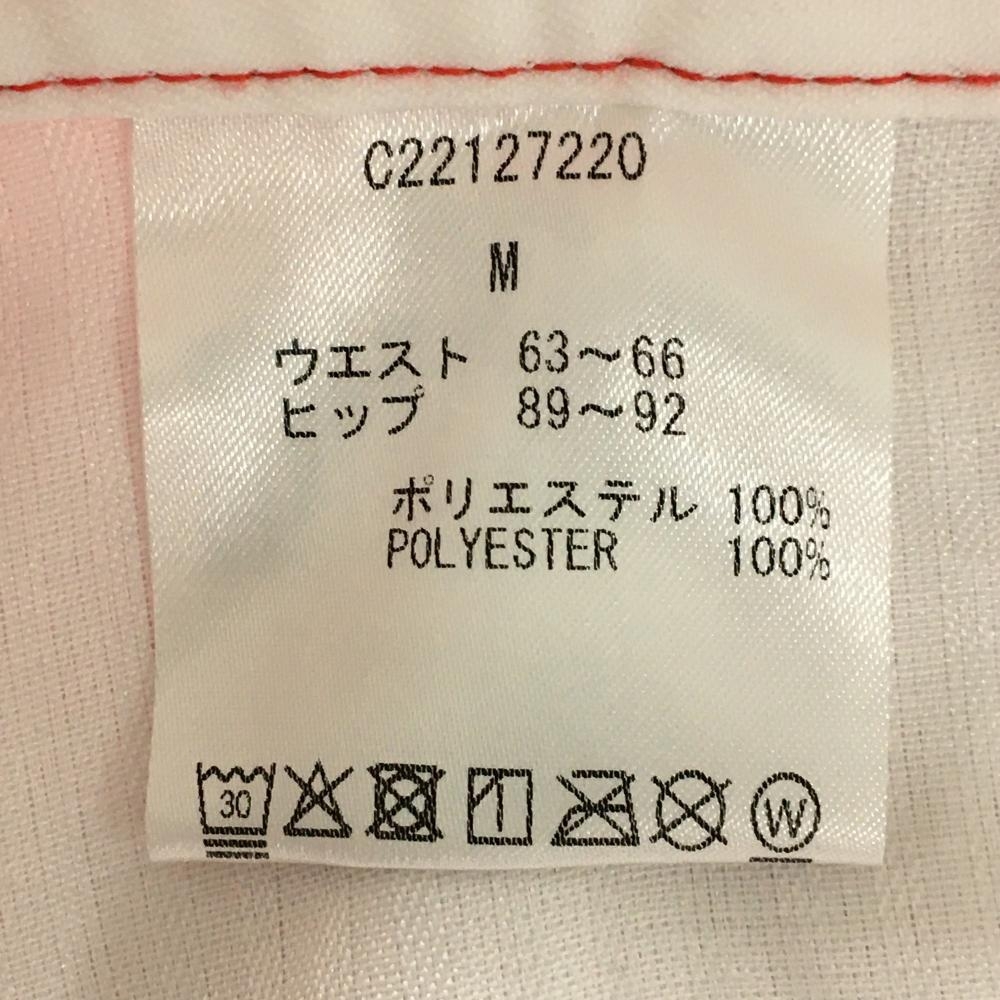 C22127220
M
ウエスト 63～66
ヒップ 89～92
ポリエステル 100%
POLYESTER 100%
30 W